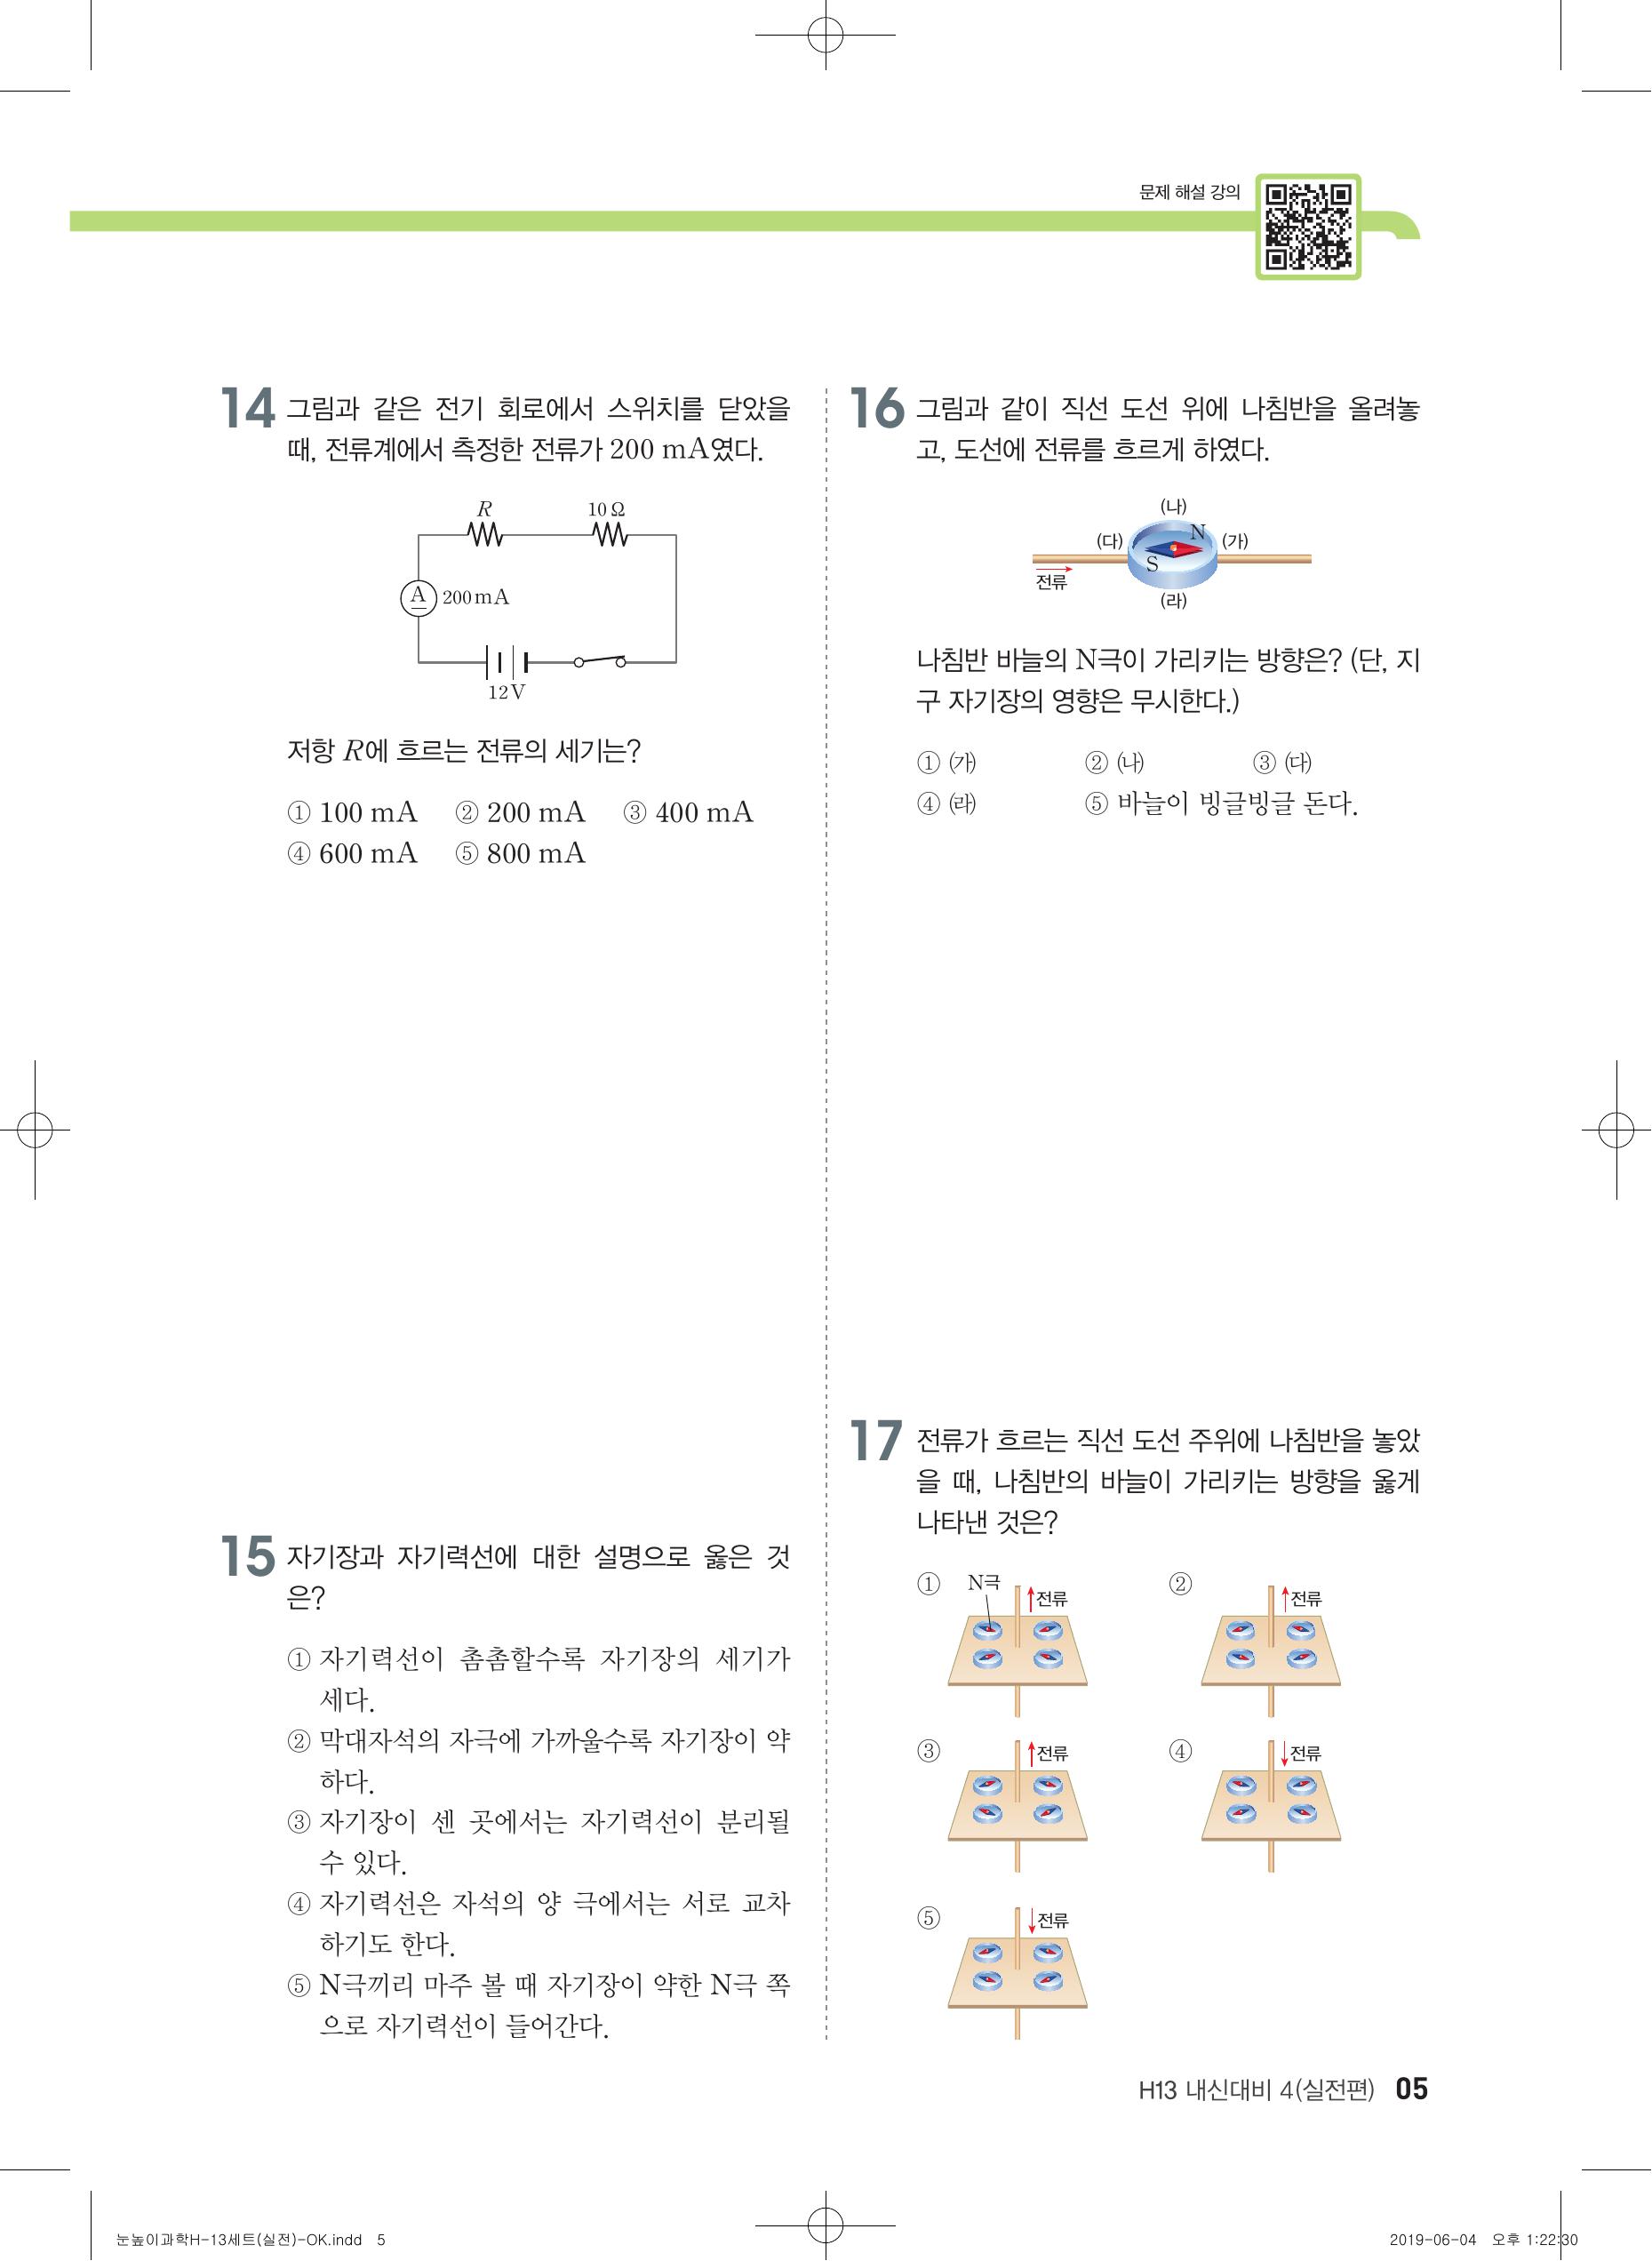 문제 해설 강의
14 그림과 같은 전기 회로에서 스위치를 닫았을
때, 전류계에서 측정한 전류가 200 mA였다.
R
10 Ω
A
200 mA
12 V
저항 R에 흐르는 전류의 세기는?
① 100 mA ② 200 mA ③ 400 mA
④ 600 mA ⑤ 800 mA
15 자기장과 자기력선에 대한 설명으로 옳은 것
은?
① 자기력선이 촘촘할수록 자기장의 세기가
세다.
② 막대자석의 자극에 가까울수록 자기장이 약
하다.
③ 자기장이 센 곳에서는 자기력선이 분리될
수 있다.
④ 자기력선은 자석의 양 극에서는 서로 교차
하기도 한다.
⑤ N극끼리 마주 볼 때 자기장이 약한 N극 쪽
으로 자기력선이 들어간다.
16 그림과 같이 직선 도선 위에 나침반을 올려놓
고, 도선에 전류를 흐르게 하였다.
(나)
(다)
N
(가)
S
전류
(라)
나침반 바늘의 N극이 가리키는 방향은? (단, 지
구 자기장의 영향은 무시한다.)
① (가) ② (나) ③ (다)
④ (라) ⑤ 바늘이 빙글빙글 돈다.
17 전류가 흐르는 직선 도선 주위에 나침반을 놓았
을 때, 나침반의 바늘이 가리키는 방향을 옳게
나타낸 것은?
① N극 전류
② 전류
③ 전류
④ 전류
⑤ 전류
H13 내신대비 4(실전편) 05
눈높이과학H-13세트(실전)-OK.indd 5
2019-06-04 오후 1:22:30